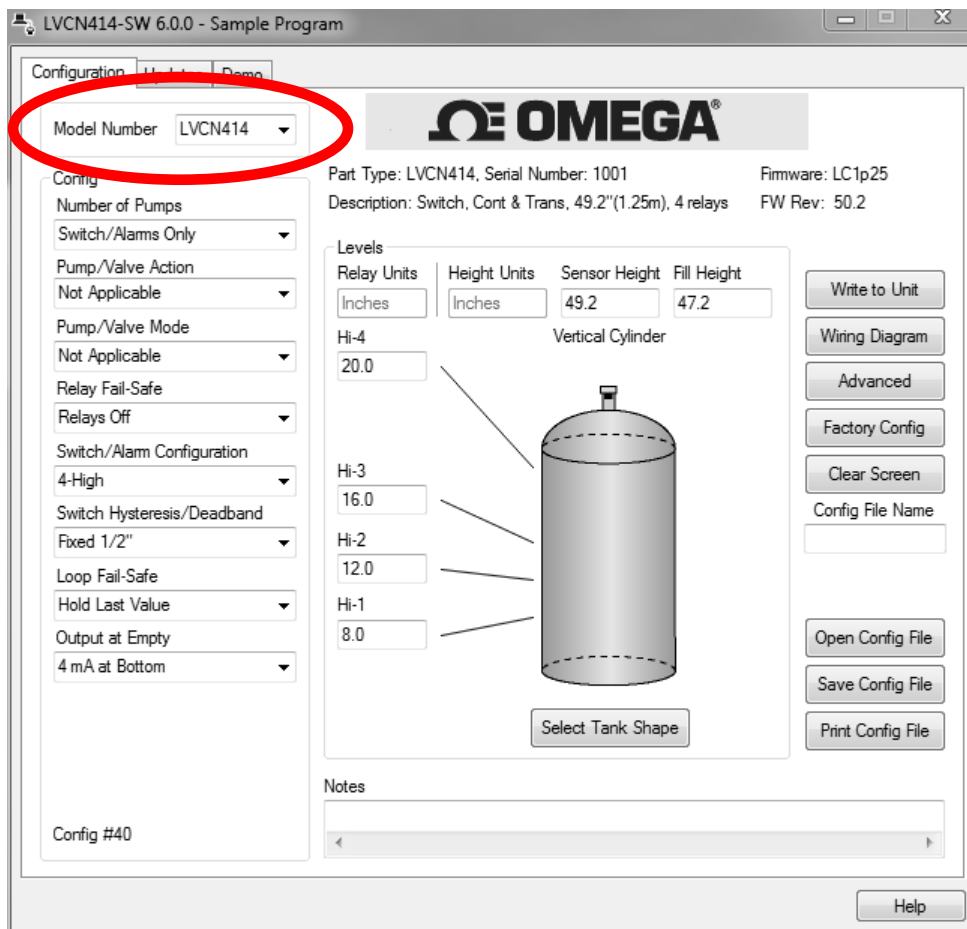 LVCN414-SW 6.0.0 - Sample Program
Configuration Updates Demo
Model Number LVCN414
OMEGA®
Part Type: LVCN414, Serial Number: 1001 Firmware: LC1p25
Description: Switch, Cont & Trans, 49.2"(1.25m), 4 relays FW Rev: 50.2
Config
Number of Pumps
Switch/Alarms Only
Pump/Valve Action
Not Applicable
Pump/Valve Mode
Not Applicable
Relay Fail-Safe
Relays Off
Switch/Alarm Configuration
4-High
Switch Hysteresis/Deadband
Fixed 1/2"
Loop Fail-Safe
Hold Last Value
Output at Empty
4 mA at Bottom
Config #40
Levels
Relay Units Height Units Sensor Height Fill Height
Inches Inches 49.2 47.2
Vertical Cylinder
Hi-4
20.0
Hi-3
16.0
Hi-2
12.0
Hi-1
8.0
Select Tank Shape
Write to Unit
Wiring Diagram
Advanced
Factory Config
Clear Screen
Config File Name
Open Config File
Save Config File
Print Config File
Notes
Help